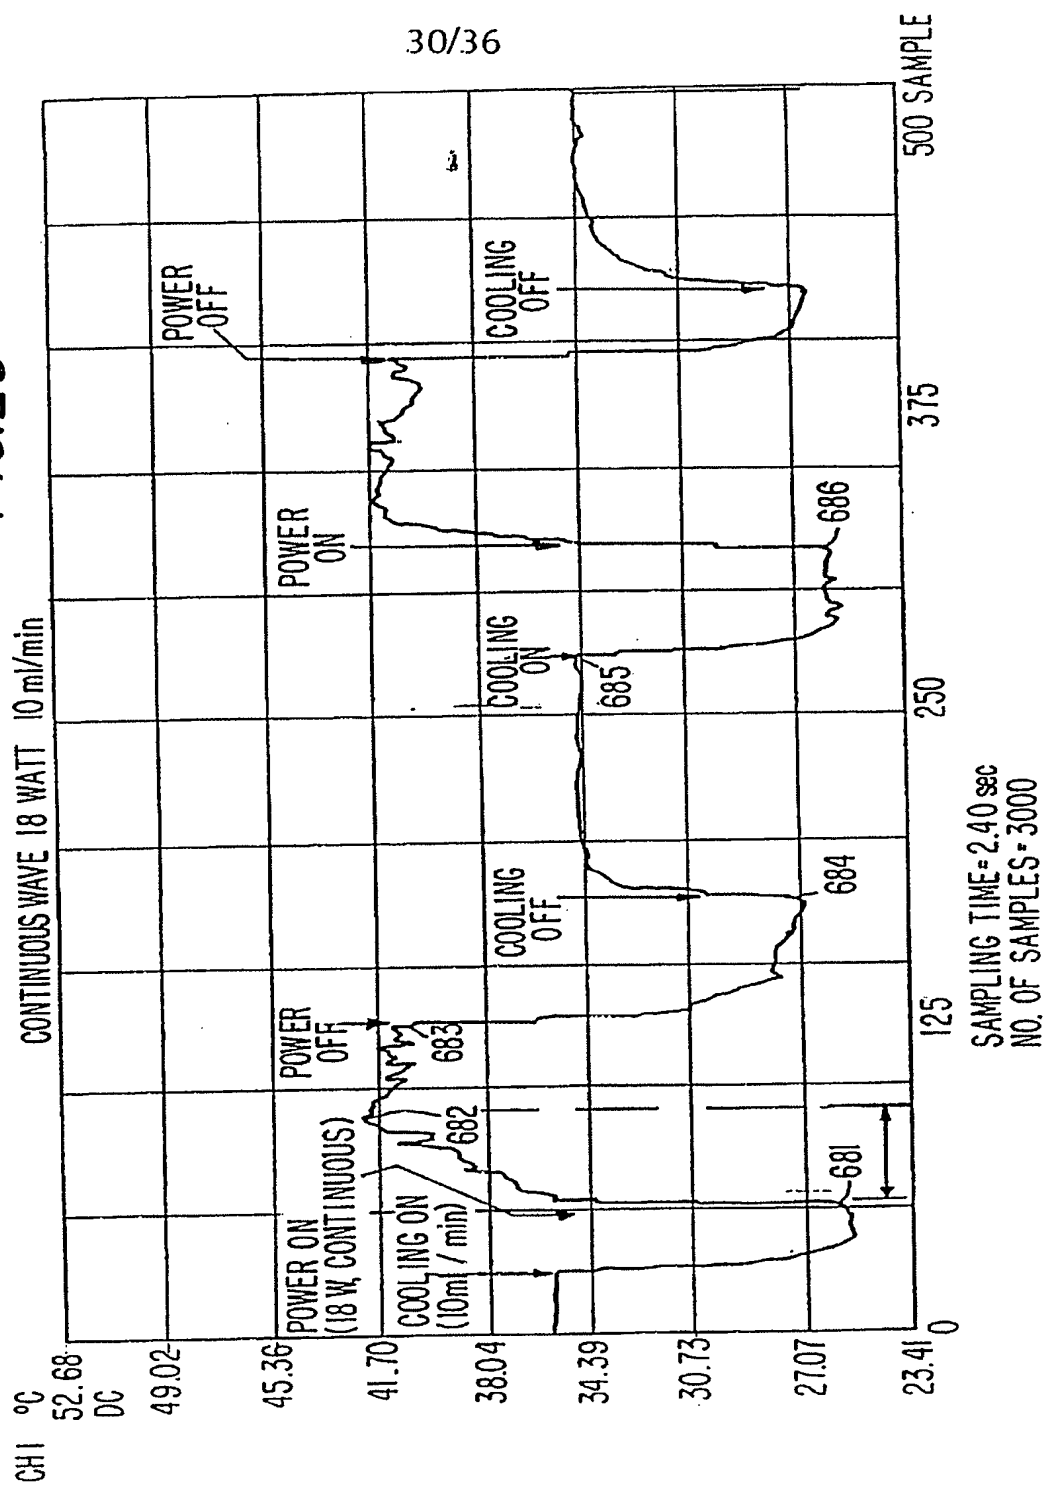 30/36
CONTINUOUS WAVE 18 WATT 10 ml/min
CH1 °C
52.68
DC
49.02
45.36
41.70
38.04
34.39
30.73
27.07
23.41
0
125
250
375
500 SAMPLE
POWER ON
(18 W, CONTINUOUS)
COOLING ON
(10ml / min)
681
682
683
POWER
OFF
COOLING
OFF
684
COOLING
ON
685
POWER
ON
686
POWER
OFF
COOLING
OFF
SAMPLING TIME = 2.40 sec
NO. OF SAMPLES = 3000